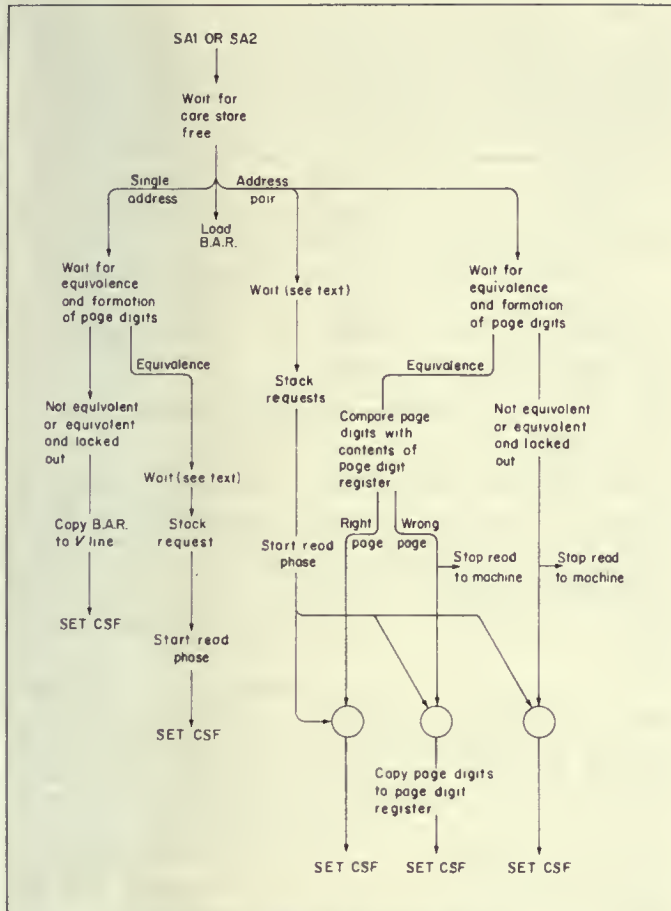 SA1 OR SA2
Wait for
care store
free
Single
address
Address
pair
Load
B.A.R.
Wait for
equivalence
and formation
of page digits
Wait (see text)
Wait for
equivalence
and formation
of page digits
Equivalence
Equivalence
Not equivalent
or equivalent
and locked
out
Stack
requests
Compare page
digits with
contents of
page digit
register
Not equivalent
or equivalent
and locked
out
Wait (see text)
Copy B.A.R.
to V line
Stack
request
Start read
phase
Right
page
Wrong
page
Stop read
to machine
Stop read
to machine
SET CSF
Start read
phase
SET CSF
Copy page digits
to page digit
register
SET CSF
SET CSF
SET CSF